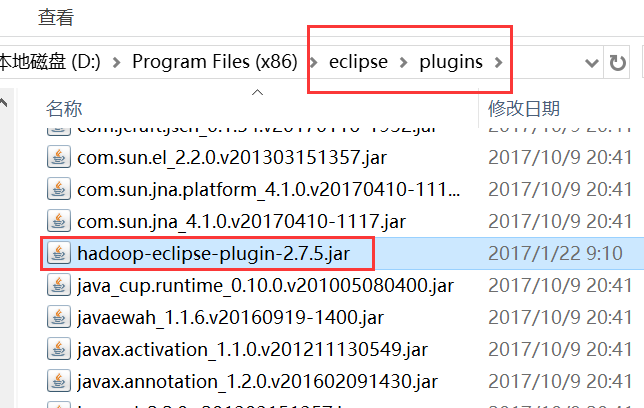 查看
本地磁盘 (D:) Program Files (x86) eclipse plugins
名称 修改日期
2017/10/9 20:41
com.sun.el_2.2.0.v201303151357.jar 2017/10/9 20:41
com.sun.jna.platform_4.1.0.v20170410-111... 2017/10/9 20:41
com.sun.jna_4.1.0.v20170410-1117.jar 2017/10/9 20:41
hadoop-eclipse-plugin-2.7.5.jar 2017/1/22 9:10
java_cup.runtime_0.10.0.v201005080400.jar 2017/10/9 20:41
javaewah_1.1.6.v20160919-1400.jar 2017/10/9 20:41
javax.activation_1.1.0.v201211130549.jar 2017/10/9 20:41
javax.annotation_1.2.0.v201602091430.jar 2017/10/9 20:41